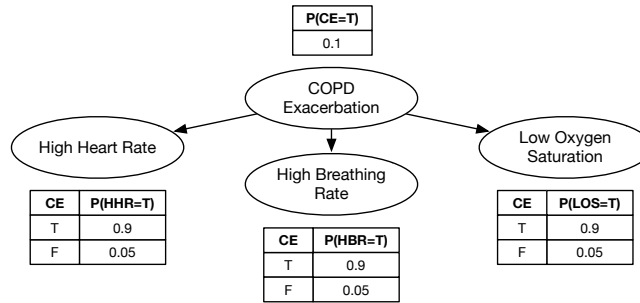 P(CE=T)
0.1
COPD
Exacerbation
High Heart Rate
High Breathing
Rate
Low Oxygen
Saturation
CE P(HHR=T)
T 0.9
F 0.05
CE P(HBR=T)
T 0.9
F 0.05
CE P(LOS=T)
T 0.9
F 0.05